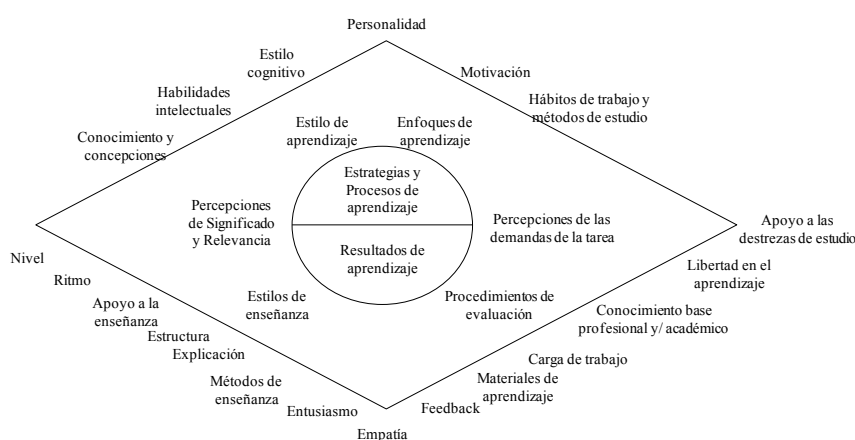 Personalidad
Estilo
cognitivo
Motivación
Habilidades
intelectuales
Hábitos de trabajo y
métodos de estudio
Conocimiento y
concepciones
Estilo de
aprendizaje
Enfoques de
aprendizaje
Estrategias y
Procesos de
aprendizaje
Percepciones
de Significado
y Relevancia
Percepciones de las
demandas de la tarea
Apoyo a las
destrezas de estudio
Resultados de
aprendizaje
Nivel
Ritmo
Libertad en el
aprendizaje
Apoyo a la
enseñanza
Estilos de
enseñanza
Procedimientos de
evaluación
Conocimiento base
profesional y/ académico
Estructura
Explicación
Carga de trabajo
Métodos de
enseñanza
Materiales de
aprendizaje
Entusiasmo
Feedback
Empatía